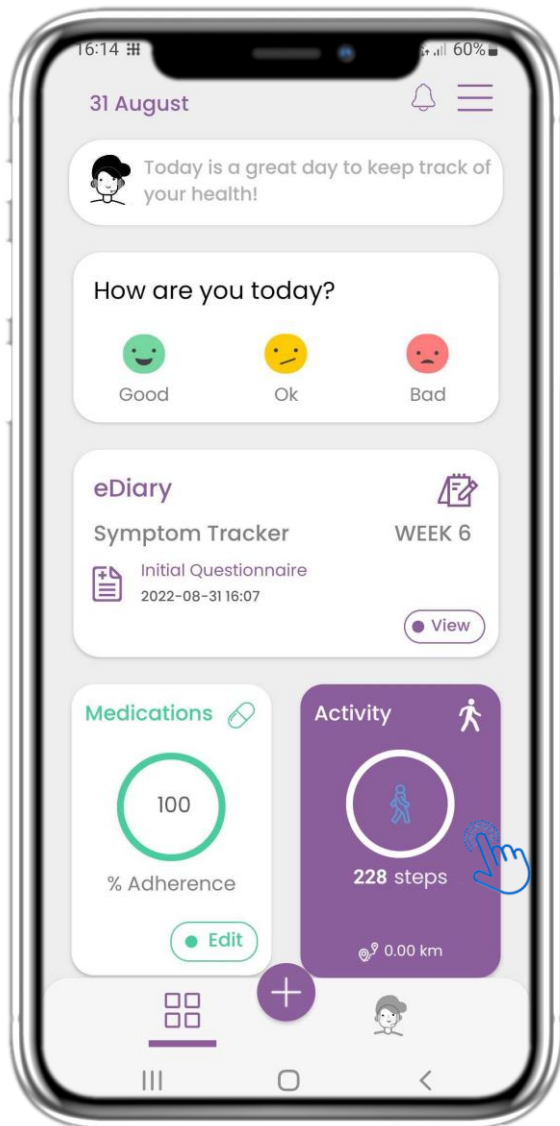 16:14 60%
31 August
Today is a great day to keep track of
your health!
How are you today?
Good Ok Bad
eDiary
Symptom Tracker WEEK 6
Initial Questionnaire
2022-08-31 16:07
View
Medications Activity
100
% Adherence 228 steps
Edit 0.00 km